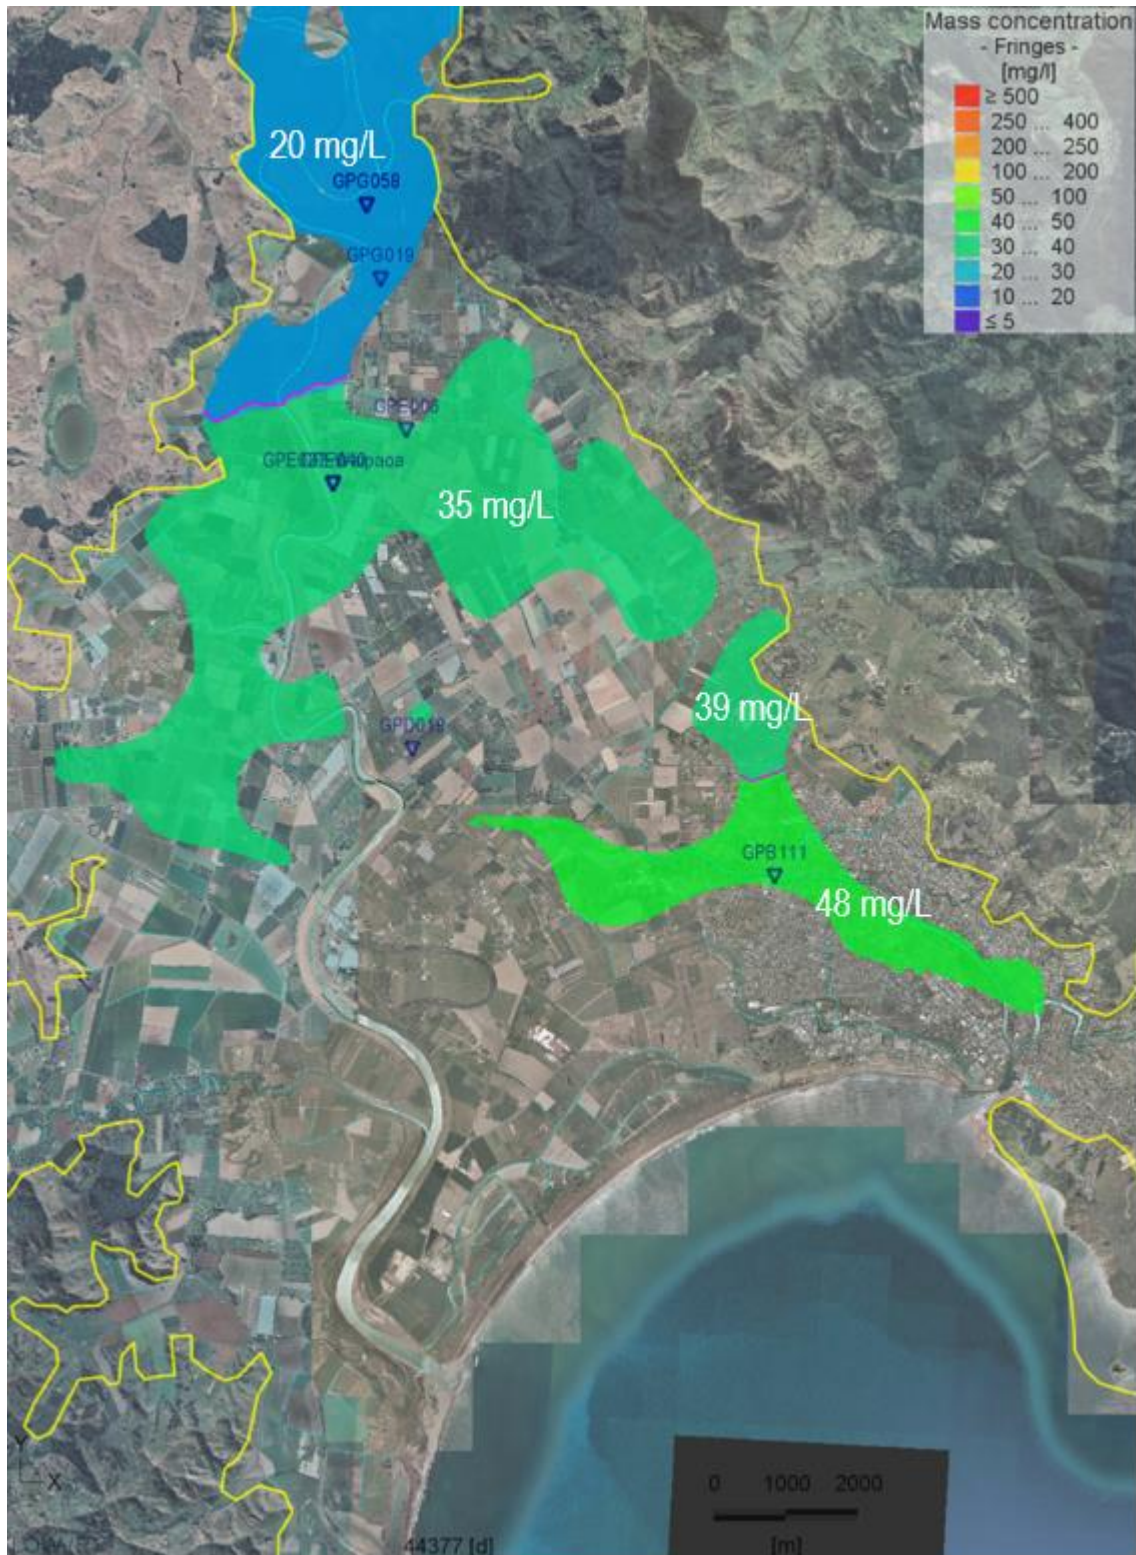 Mass concentration
- Fringes -
[mg/l]
≥ 500
250 ... 400
200 ... 250
100 ... 200
50 ... 100
40 ... 50
30 ... 40
20 ... 30
10 ... 20
≤ 5
20 mg/L
GPG058
GPG019
GPE006
35 mg/L
39 mg/L
GPD019
GPB111
48 mg/L
Y
X
0 1000 2000
[m]
44377 [d]